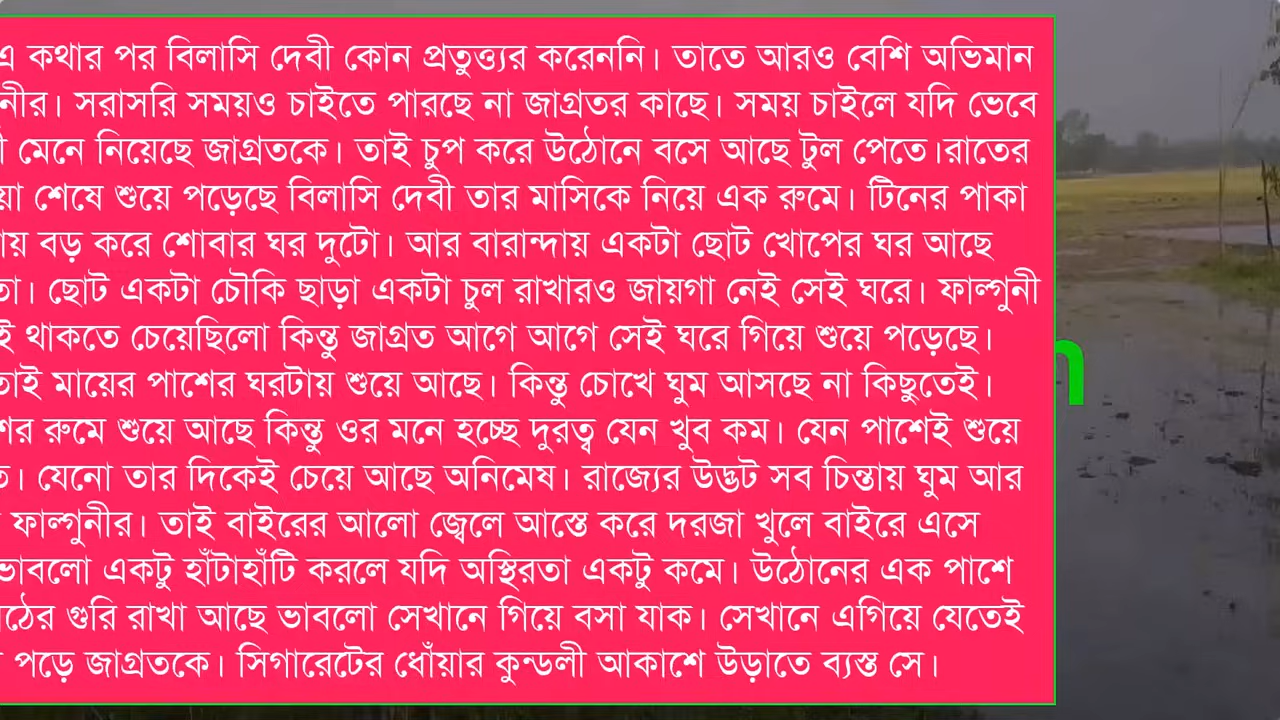 এ কথার পর বিলাসি দেবী কোন প্রতুত্ত্যর করেননি। তাতে আরও বেশি অভিমান
সরাসরি সময়ও চাইতে পারছে না জাগ্রতর কাছে। সময় চাইলে যদি ভেবে
মেনে নিয়েছে জাগ্রতকে। তাই চুপ করে উঠোনে বসে আছে টুল পেতে।রাতের
শেষে শুয়ে পড়েছে বিলাসি দেবী তার মাসিকে নিয়ে এক রুমে। টিনের পাকা
বড় করে শোবার ঘর দুটো। আর বারান্দায় একটা ছোট খোপের ঘর আছে
ছোট একটা চৌকি ছাড়া একটা চুল রাখারও জায়গা নেই সেই ঘরে। ফাল্গুনী
থাকতে চেয়েছিলো কিন্তু জাগ্রত আগে আগে সেই ঘরে গিয়ে শুয়ে পড়েছে।
তাই মায়ের পাশের ঘরটায় শুয়ে আছে। কিন্তু চোখে ঘুম আসছে না কিছুতেই।
রুমে শুয়ে আছে কিন্তু ওর মনে হচ্ছে দুরত্ব যেন খুব কম। যেন পাশেই শুয়ে
যেনো তার দিকেই চেয়ে আছে অনিমেষ। রাজ্যের উদ্ভট সব চিন্তায় ঘুম আর
ফাল্গুনীর। তাই বাইরের আলো জ্বেলে আস্তে করে দরজা খুলে বাইরে এসে
ভাবলো একটু হাঁটাহাঁটি করলে যদি অস্থিরতা একটু কমে। উঠোনের এক পাশে
গুরি রাখা আছে ভাবলো সেখানে গিয়ে বসা যাক। সেখানে এগিয়ে যেতেই
পড়ে জাগ্রতকে। সিগারেটের ধোঁয়ার কুন্ডলী আকাশে উড়াতে ব্যস্ত সে।